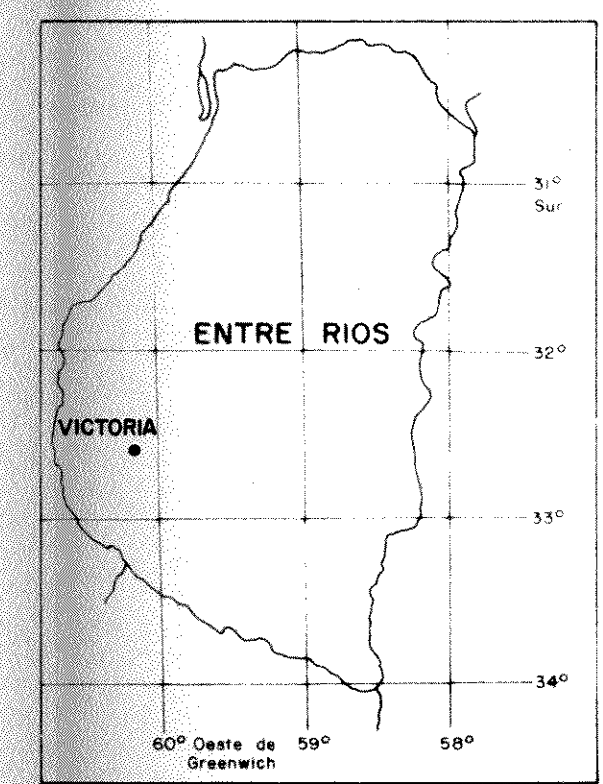 31°
Sur
ENTRE RIOS
32°
VICTORIA
33°
34°
60° Oeste de 59° 58°
Greenwich